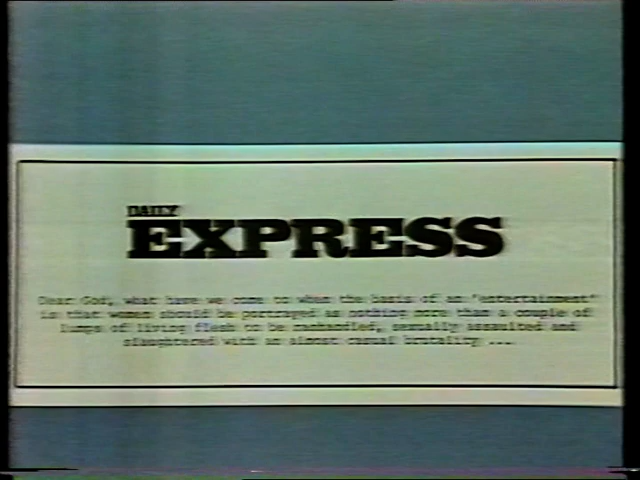 DAILY
EXPRESS
Dear God, what have we come to when the basis of an "entertainment"
is that women should be portrayed as nothing more than a couple of
lumps of living flesh to be manhandled, sexually assaulted and
slaughtered with an almost casual brutality ...